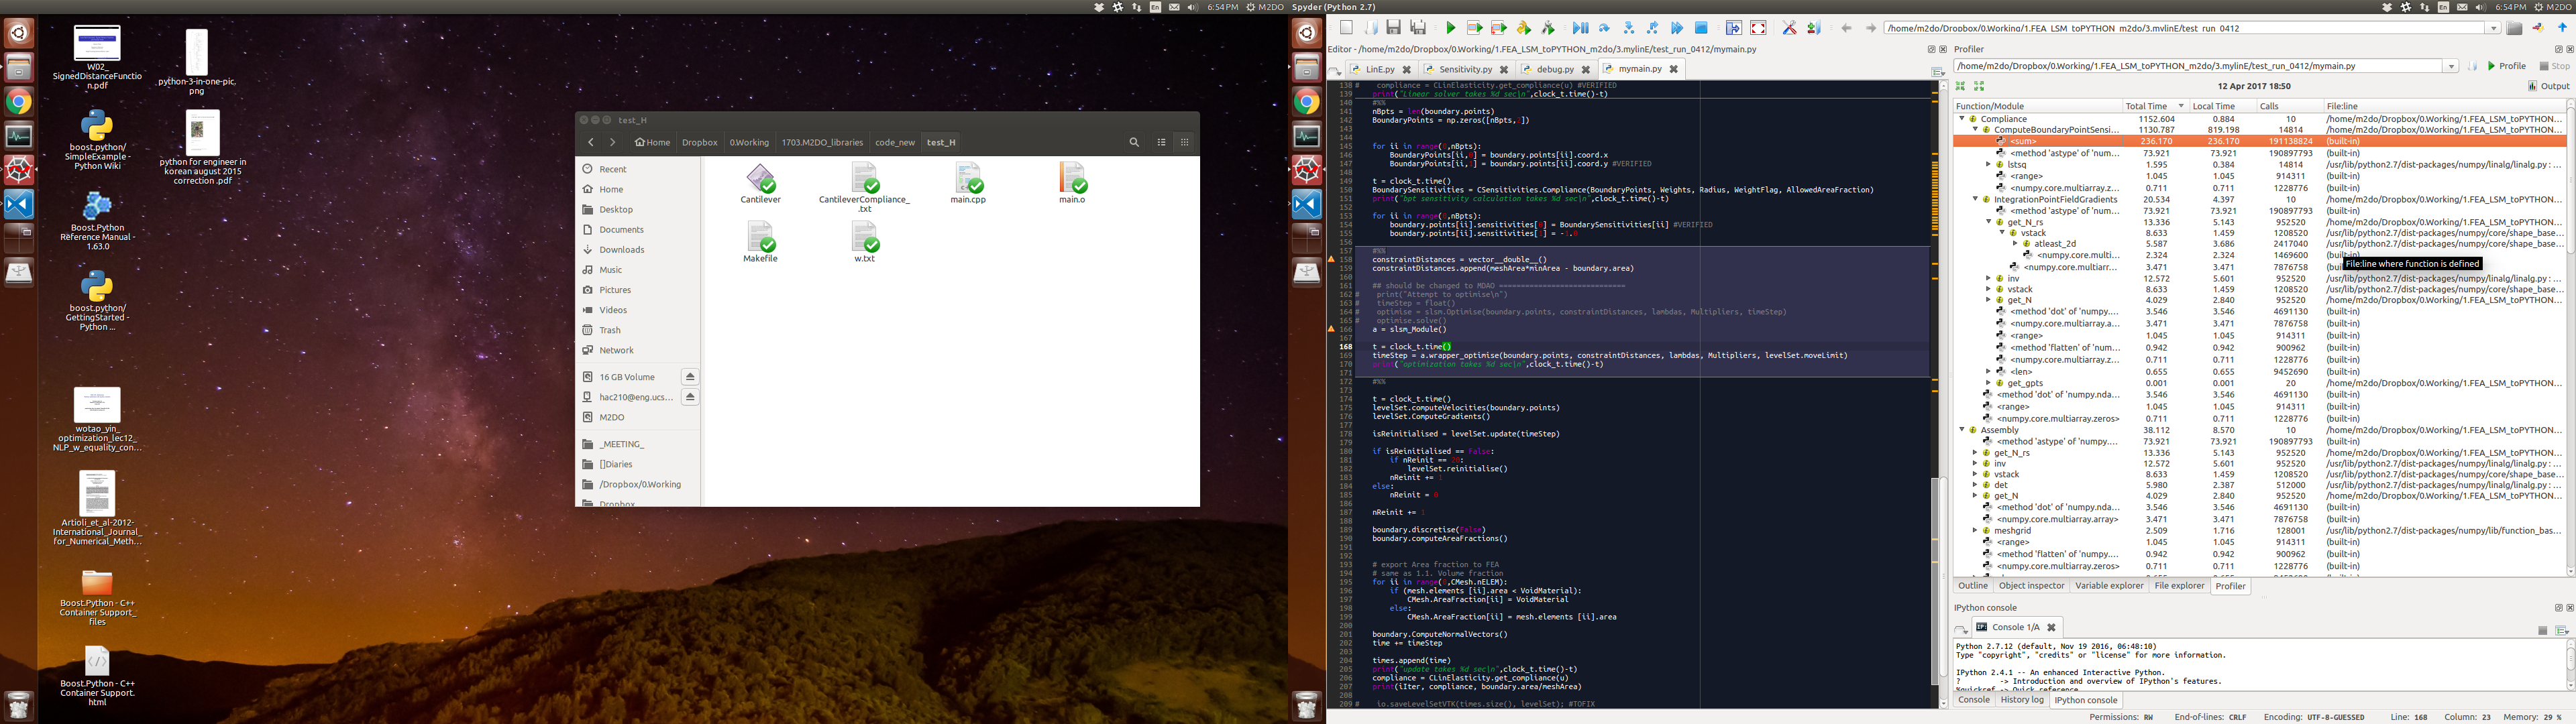 En
6:54 PM
M2DO
Spyder (Python 2.7)
En
6:54 PM
M2DO
W02_
SignedDistanceFunctio
n.pdf
python-3-in-one-pic.
png
boost.python/
SimpleExample -
Python Wiki
python for engineer in
korean august 2015
correction .pdf
Boost.Python
Reference Manual -
1.63.0
boost.python/
GettingStarted -
Python ...
wotao_yin_
optimization_lec12_
NLP_w_equality_con...
Artioli_et_al-2012-
International_Journal_
for_Numerical_Meth...
Boost.Python - C++
Container Support_
files
Boost.Python - C++
Container Support.
html
test_H
Home
Dropbox
0.Working
1703.M2DO_libraries
code_new
test_H
Recent
Home
Desktop
Documents
Downloads
Music
Pictures
Videos
Trash
Network
16 GB Volume
hac210@eng.ucs...
M2DO
_MEETING_
[]Diaries
/Dropbox/0.Working
Dropbox
Cantilever
CantileverCompliance_
.txt
main.cpp
main.o
Makefile
w.txt
/home/m2do/Dropbox/0.Working/1.FEA_LSM_toPYTHON_m2do/3.mylinE/test_run_0412
Editor - /home/m2do/Dropbox/0.Working/1.FEA_LSM_toPYTHON_m2do/3.mylinE/test_run_0412/mymain.py
LinE.py
Sensitivity.py
debug.py
mymain.py
138 # compliance = CLinElasticity.get_compliance(u) #VERIFIED
139 print("Linear solver takes %d sec\n",clock_t.time()-t)
140 #%%
141 nBpts = len(boundary.points)
142 BoundaryPoints = np.zeros([nBpts,2])
143
144
145 for ii in range(0,nBpts):
146 BoundaryPoints[ii,0] = boundary.points[ii].coord.x
147 BoundaryPoints[ii,1] = boundary.points[ii].coord.y #VERIFIED
148
149 t = clock_t.time()
150 BoundarySensitivities = CSensitivities.Compliance(BoundaryPoints, Weights, Radius, WeightFlag, AllowedAreaFraction)
151 print("bpt sensitivity calculation takes %d sec\n",clock_t.time()-t)
152
153 for ii in range(0,nBpts):
154 boundary.points[ii].sensitivities[0] = BoundarySensitivities[ii] #VERIFIED
155 boundary.points[ii].sensitivities[1] = -1.0
156
157 #%%
158 constraintDistances = vector__double__()
159 constraintDistances.append(meshArea*minArea - boundary.area)
160
161 ## should be changed to MDAO ==============================
162 # print("Attempt to optimise\n")
163 # timeStep = float()
164 # optimise = slsm.Optimise(boundary.points, constraintDistances, lambdas, Multipliers, timeStep)
165 # optimise.solve()
166 a = slsm_Module()
168 t = clock_t.time()
169 timeStep = a.wrapper_optimise(boundary.points, constraintDistances, lambdas, Multipliers, levelSet.moveLimit)
170 print("optimization takes %d sec\n",clock_t.time()-t)
171
172 #%%
173
174 t = clock_t.time()
175 levelSet.computeVelocities(boundary.points)
176 levelSet.ComputeGradients()
177
178 isReinitialised = levelSet.update(timeStep)
179
180 if isReinitialised == False:
181 if nReinit == 20:
182 levelSet.reinitialise()
183 nReinit += 1
184 else:
185 nReinit = 0
186
187 nReinit += 1
188
189 boundary.discretise(False)
190 boundary.computeAreaFractions()
191
192
193 # export Area fraction to FEA
194 # same as 1.1. Volume fraction
195 for ii in range(0,CMesh.nELEM):
196 if (mesh.elements [ii].area < VoidMaterial):
197 CMesh.AreaFraction[ii] = VoidMaterial
198 else:
199 CMesh.AreaFraction[ii] = mesh.elements [ii].area
200
201 boundary.ComputeNormalVectors()
202 time += timeStep
203
204 times.append(time)
205 print("update takes %d sec\n",clock_t.time()-t)
206 compliance = CLinElasticity.get_compliance(u)
207 print(iIter, compliance, boundary.area/meshArea)
208
209 # io.saveLevelSetVTK(times.size(), levelSet); #TOFIX
Profiler
/home/m2do/Dropbox/0.Working/1.FEA_LSM_toPYTHON_m2do/3.mylinE/test_run_0412/mymain.py
Profile
Stop
12 Apr 2017 18:50
Output
Function/Module Total Time Local Time Calls File:line
Compliance 1152.604 0.884 10 /home/m2do/Dropbox/0.Working/1.FEA_LSM_toPYTHON...
ComputeBoundaryPointSensi... 1130.787 819.198 14814 /home/m2do/Dropbox/0.Working/1.FEA_LSM_toPYTHON...
<sum> 236.170 236.170 191138824 (built-in)
<method 'astype' of 'num... 73.921 73.921 190897793 (built-in)
lstsq 1.595 0.384 14814 /usr/lib/python2.7/dist-packages/numpy/linalg/linalg.py : ...
<range> 1.045 1.045 914311 (built-in)
<numpy.core.multiarray.z... 0.711 0.711 1228776 (built-in)
IntegrationPointFieldGradients 20.534 4.397 10 /home/m2do/Dropbox/0.Working/1.FEA_LSM_toPYTHON...
<method 'astype' of 'num... 73.921 73.921 190897793 (built-in)
get_N_rs 13.336 5.143 952520 /home/m2do/Dropbox/0.Working/1.FEA_LSM_toPYTHON...
vstack 8.633 1.459 1208520 /usr/lib/python2.7/dist-packages/numpy/core/shape_base...
atleast_2d 5.587 3.686 2417040 /usr/lib/python2.7/dist-packages/numpy/core/shape_base...
<numpy.core.multi... 2.324 2.324 1469600 (built-in)
<numpy.core.multiarr... 3.471 3.471 7876758
File:line where function is defined
inv 12.572 5.601 952520 /usr/lib/python2.7/dist-packages/numpy/linalg/linalg.py : ...
vstack 8.633 1.459 1208520 /usr/lib/python2.7/dist-packages/numpy/core/shape_base...
get_N 4.029 2.840 952520 /home/m2do/Dropbox/0.Working/1.FEA_LSM_toPYTHON...
<method 'dot' of 'numpy.... 3.546 3.546 4691130 (built-in)
<numpy.core.multiarray.a... 3.471 3.471 7876758 (built-in)
<range> 1.045 1.045 914311 (built-in)
<method 'flatten' of 'num... 0.942 0.942 900962 (built-in)
<numpy.core.multiarray.z... 0.711 0.711 1228776 (built-in)
<len> 0.655 0.655 9452690 (built-in)
get_gpts 0.001 0.001 20 /home/m2do/Dropbox/0.Working/1.FEA_LSM_toPYTHON...
<method 'dot' of 'numpy.nda... 3.546 3.546 4691130 (built-in)
<range> 1.045 1.045 914311 (built-in)
<numpy.core.multiarray.zeros> 0.711 0.711 1228776 (built-in)
Assembly 38.112 8.570 10 /home/m2do/Dropbox/0.Working/1.FEA_LSM_toPYTHON...
<method 'astype' of 'numpy.... 73.921 73.921 190897793 (built-in)
get_N_rs 13.336 5.143 952520 /home/m2do/Dropbox/0.Working/1.FEA_LSM_toPYTHON...
inv 12.572 5.601 952520 /usr/lib/python2.7/dist-packages/numpy/linalg/linalg.py : ...
vstack 8.633 1.459 1208520 /usr/lib/python2.7/dist-packages/numpy/core/shape_base...
det 5.980 2.387 512000 /usr/lib/python2.7/dist-packages/numpy/linalg/linalg.py : ...
get_N 4.029 2.840 952520 /home/m2do/Dropbox/0.Working/1.FEA_LSM_toPYTHON...
<method 'dot' of 'numpy.nda... 3.546 3.546 4691130 (built-in)
<numpy.core.multiarray.array> 3.471 3.471 7876758 (built-in)
meshgrid 2.509 1.716 128001 /usr/lib/python2.7/dist-packages/numpy/lib/function_bas...
<range> 1.045 1.045 914311 (built-in)
<method 'flatten' of 'numpy.... 0.942 0.942 900962 (built-in)
<numpy.core.multiarray.zeros> 0.711 0.711 1228776 (built-in)
Outline
Object inspector
Variable explorer
File explorer
Profiler
IPython console
Console 1/A
Python 2.7.12 (default, Nov 19 2016, 06:48:10)
Type "copyright", "credits" or "license" for more information.
IPython 2.4.1 -- An enhanced Interactive Python.
? -> Introduction and overview of IPython's features.
%quickref -> Quick reference.
Console
History log
IPython console
Permissions: RW
End-of-lines: CRLF
Encoding: UTF-8-GUESSED
Line: 168
Column: 23
Memory: 29 %